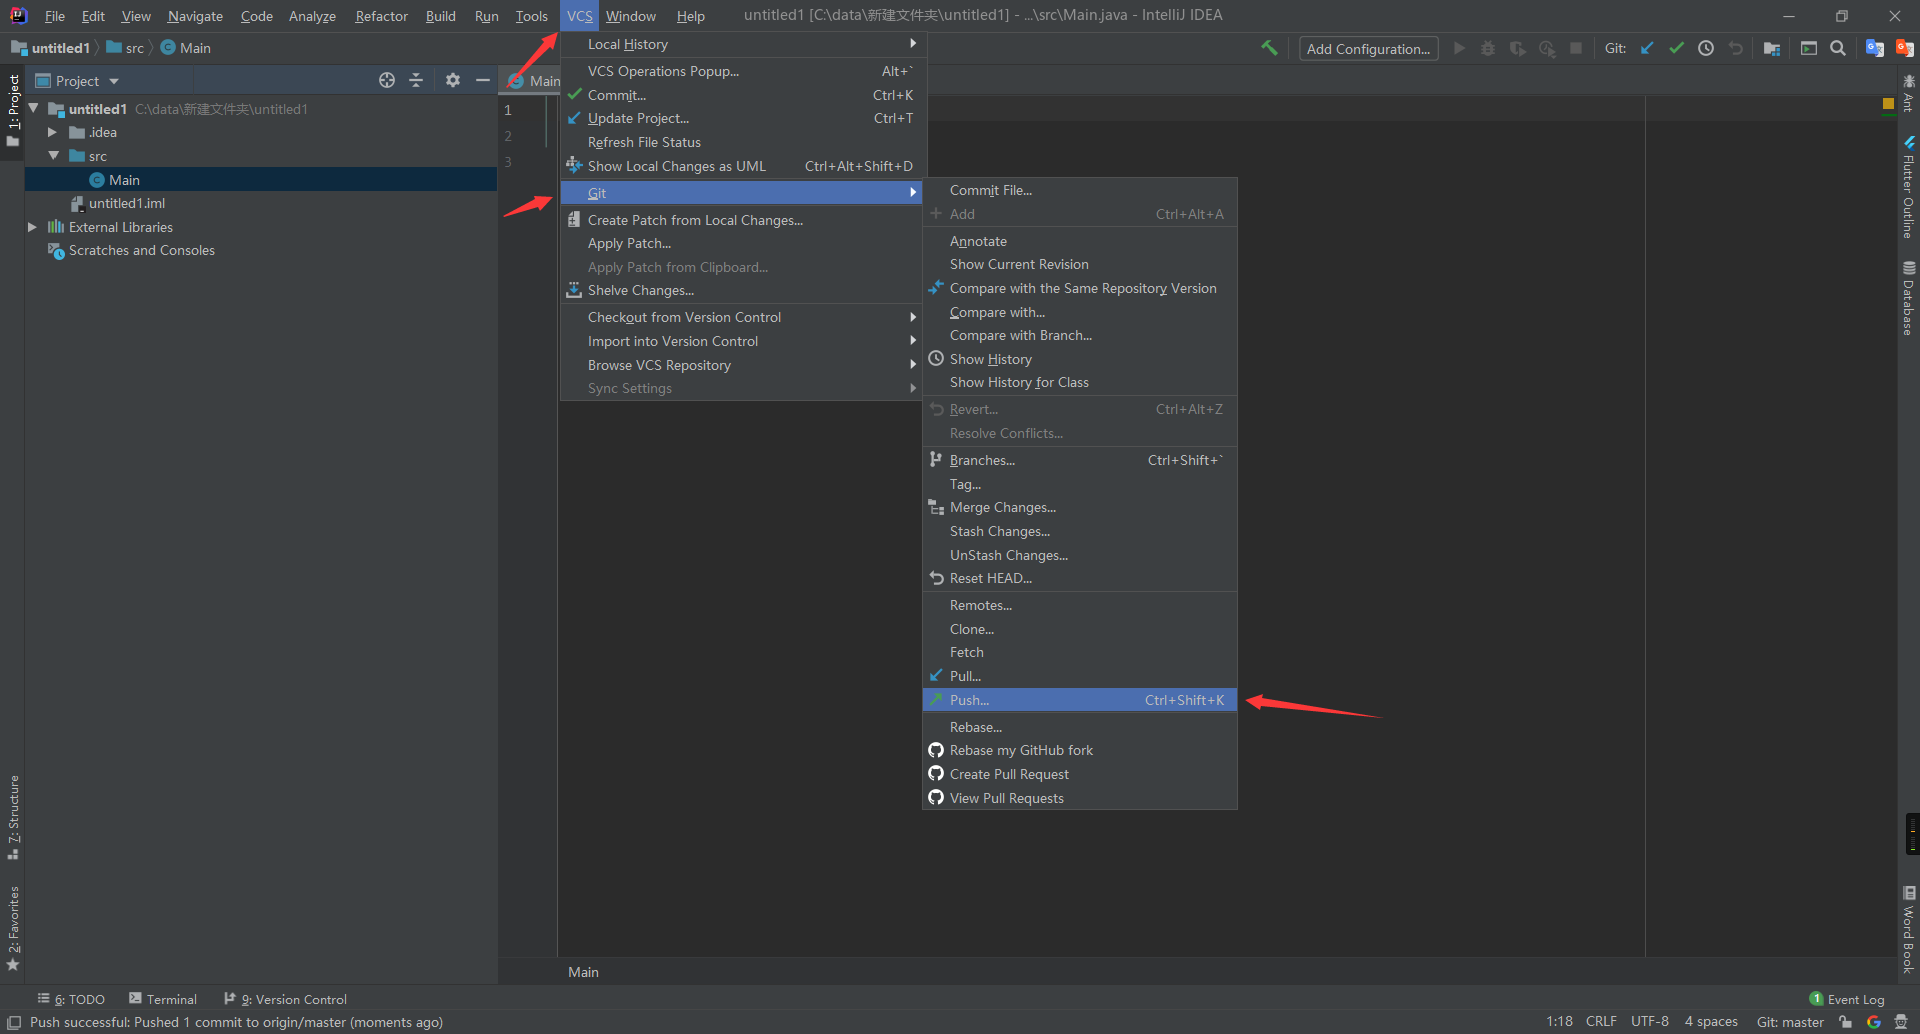 File Edit View Navigate Code Analyze Refactor Build Run Tools VCS Window Help untitled1 [C:\data\新建文件夹\untitled1] - ...\src\Main.java - IntelliJ IDEA
untitled1 src Main
Add Configuration...
Git:
1: Project
Project
Main
untitled1 C:\data\新建文件夹\untitled1
.idea
src
Main
untitled1.iml
External Libraries
Scratches and Consoles
1
2
3
Local History
VCS Operations Popup... Alt+`
Commit... Ctrl+K
Update Project... Ctrl+T
Refresh File Status
Show Local Changes as UML Ctrl+Alt+Shift+D
Git
Create Patch from Local Changes...
Apply Patch...
Apply Patch from Clipboard...
Shelve Changes...
Checkout from Version Control
Import into Version Control
Browse VCS Repository
Sync Settings
Commit File...
Add Ctrl+Alt+A
Annotate
Show Current Revision
Compare with the Same Repository Version
Compare with...
Compare with Branch...
Show History
Show History for Class
Revert... Ctrl+Alt+Z
Resolve Conflicts...
Branches... Ctrl+Shift+`
Tag...
Merge Changes...
Stash Changes...
UnStash Changes...
Reset HEAD...
Remotes...
Clone...
Fetch
Pull...
Push... Ctrl+Shift+K
Rebase...
Rebase my GitHub fork
Create Pull Request
View Pull Requests
Ant
Flutter Outline
Database
Word Book
7: Structure
2: Favorites
Main
6: TODO Terminal 9: Version Control 1 Event Log
Push successful: Pushed 1 commit to origin/master (moments ago) 1:18 CRLF UTF-8 4 spaces Git: master